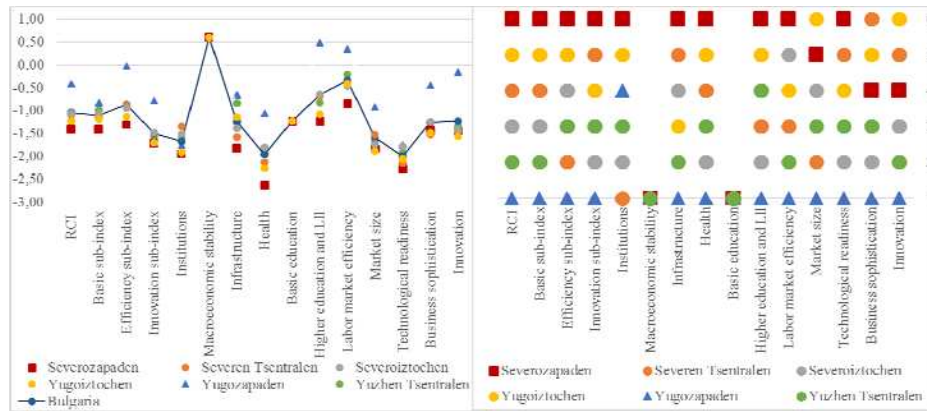 1,00
0,50
0,00
-0,50
-1,00
-1,50
-2,00
-2,50
-3,00
RCI
Basic sub-index
Efficiency sub-index
Innovation sub-index
Institutions
Macroeconomic stability
Infrastructure
Health
Basic education
Higher education and LII
Labor market efficiency
Market size
Technological readiness
Business sophistication
Innovation
Severozapaden
Severen Tsentralen
Severoiztochen
Yugoiztochen
Yugozapaden
Yuzhen Tsentralen
Bulgaria
RCI
Basic sub-index
Efficiency sub-index
Innovation sub-index
Institutions
Macroeconomic stability
Infrastructure
Health
Basic education
Higher education and LII
Labor market efficiency
Market size
Technological readiness
Business sophistication
Innovation
Severozapaden
Severen Tsentralen
Severoiztochen
Yugoiztochen
Yugozapaden
Yuzhen Tsentralen